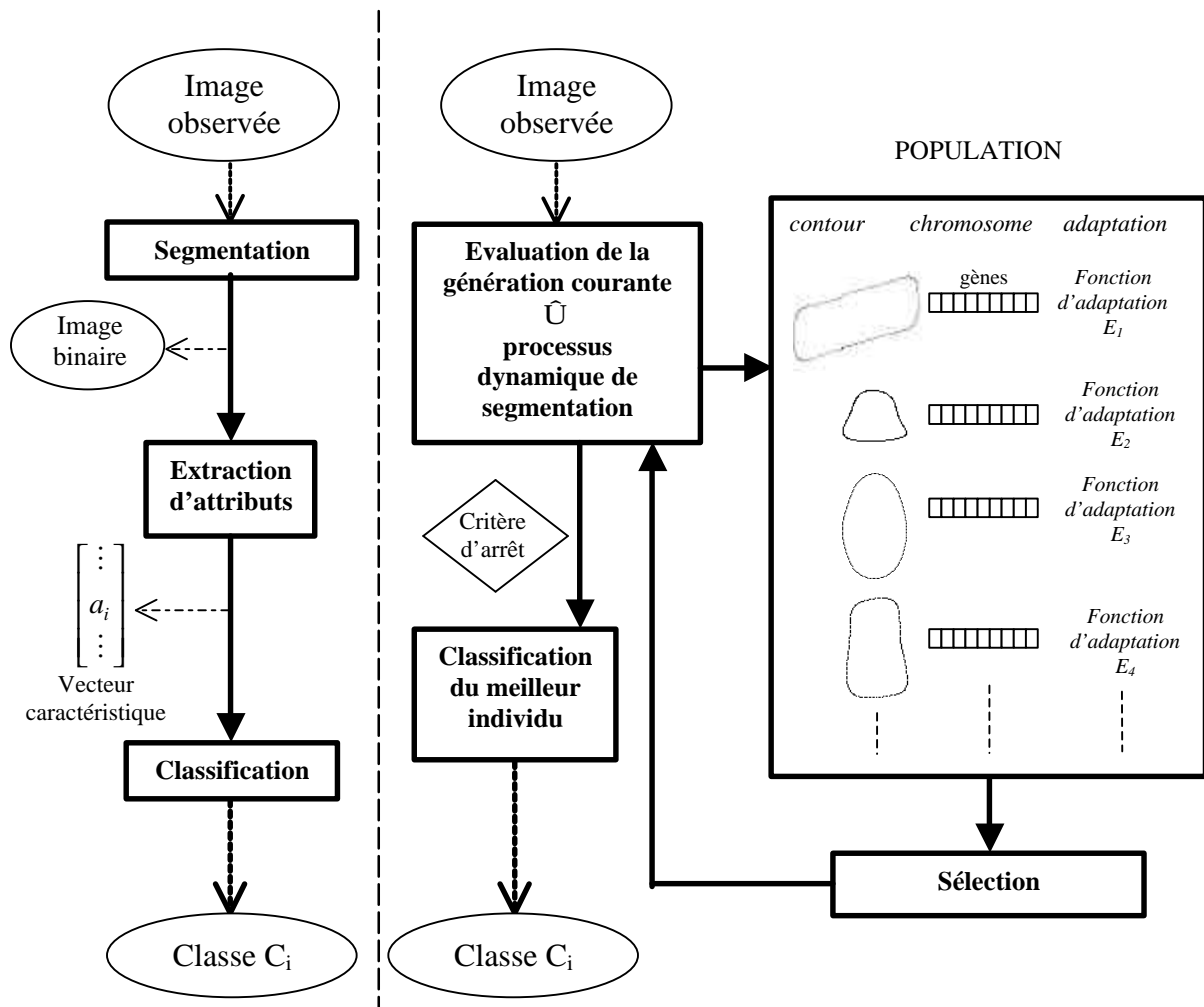 Image
observée
Segmentation
Image
binaire
Extraction
d’attributs
⋮
a_i
⋮
Vecteur
caractéristique
Classification
Classe C_i
Image
observée
Evaluation de la
génération courante
Û
processus
dynamique de
segmentation
Critère
d’arrêt
Classification
du meilleur
individu
Classe C_i
POPULATION
contour chromosome adaptation
gènes
Fonction
d’adaptation
E_1
Fonction
d’adaptation
E_2
Fonction
d’adaptation
E_3
Fonction
d’adaptation
E_4
Sélection